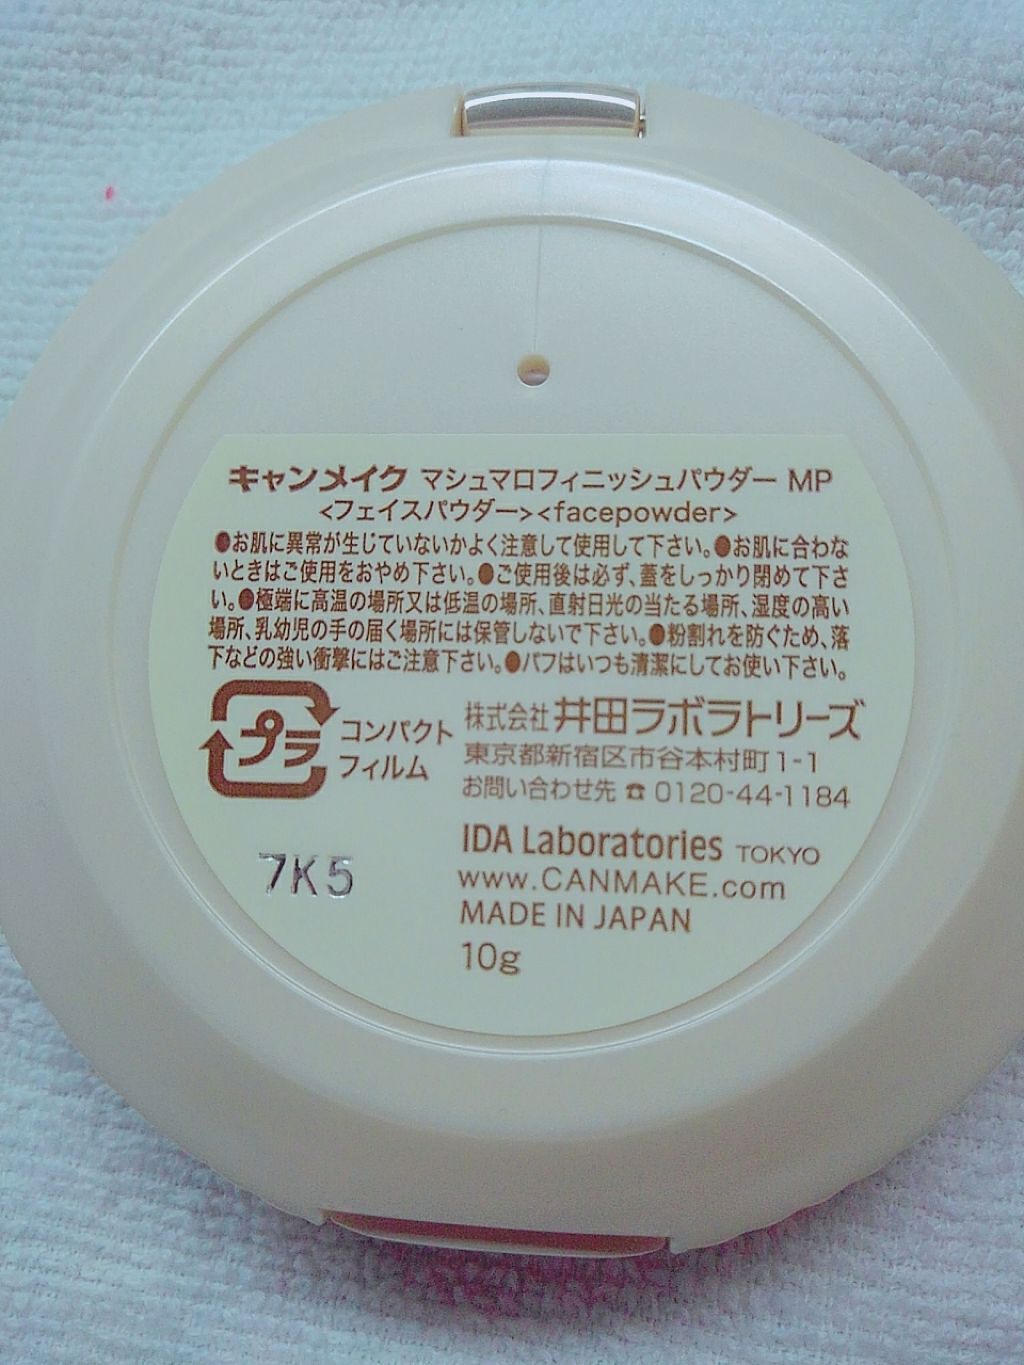 キャンメイク マシュマロフィニッシュパウダー MP
<フェイスパウダー><facepowder>
●お肌に異常が生じていないかよく注意して使用して下さい。●お肌に合わな
いときはご使用をおやめ下さい。●ご使用後は必ず、蓋をしっかり閉めて下さ
い。●極端に高温の場所又は低温の場所、直射日光の当たる場所、湿度の高い
場所、乳幼児の手の届く場所には保管しないで下さい。●粉割れを防ぐため、落
下などの強い衝撃にはご注意下さい。●パフはいつも清潔にしてお使い下さい。
プラ
コンパクト
フィルム
株式会社 井田ラボラトリーズ
東京都新宿区市谷本村町1-1
お問い合わせ先 ☎ 0120-44-1184
IDA Laboratories TOKYO
www.CANMAKE.com
MADE IN JAPAN
10g
7K5